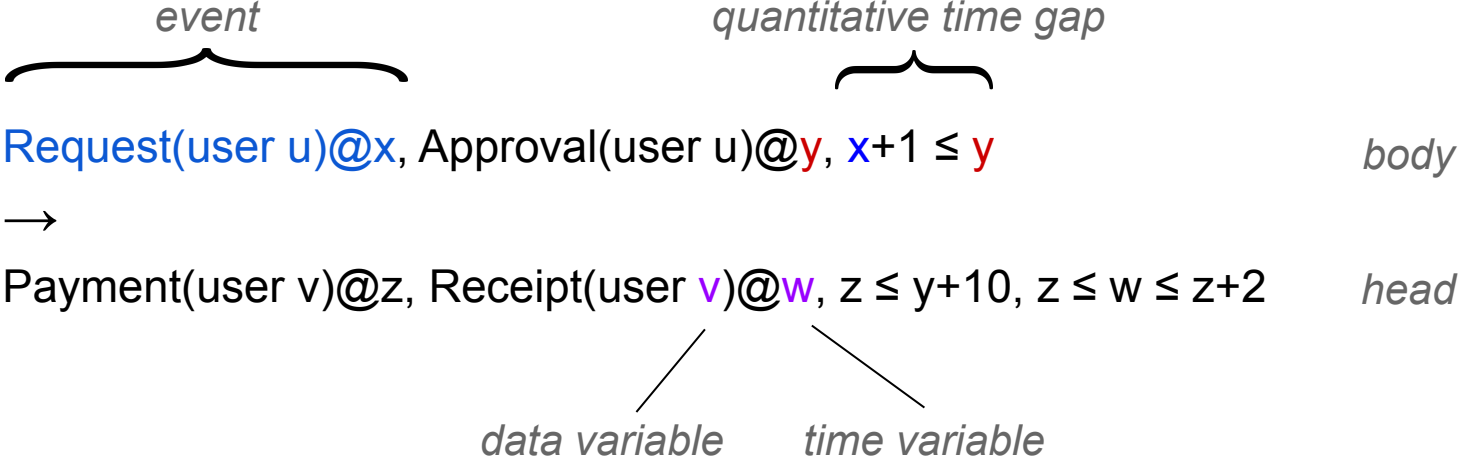 event quantitative time gap
Request(user u)@x, Approval(user u)@y, x+1 ≤ y body
→
Payment(user v)@z, Receipt(user v)@w, z ≤ y+10, z ≤ w ≤ z+2 head
data variable time variable